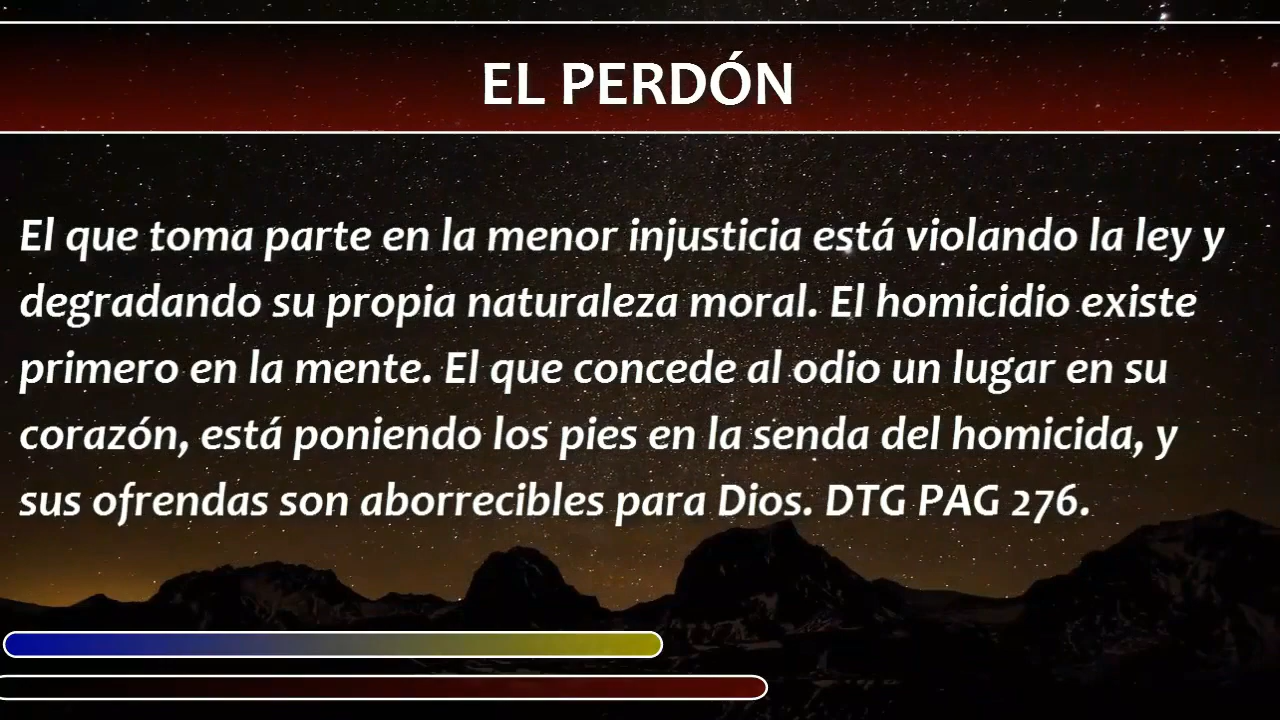 EL PERDÓN
El que toma parte en la menor injusticia está violando la ley y
degradando su propia naturaleza moral. El homicidio existe
primero en la mente. El que concede al odio un lugar en su
corazón, está poniendo los pies en la senda del homicida, y
sus ofrendas son aborrecibles para Dios. DTG PAG 276.